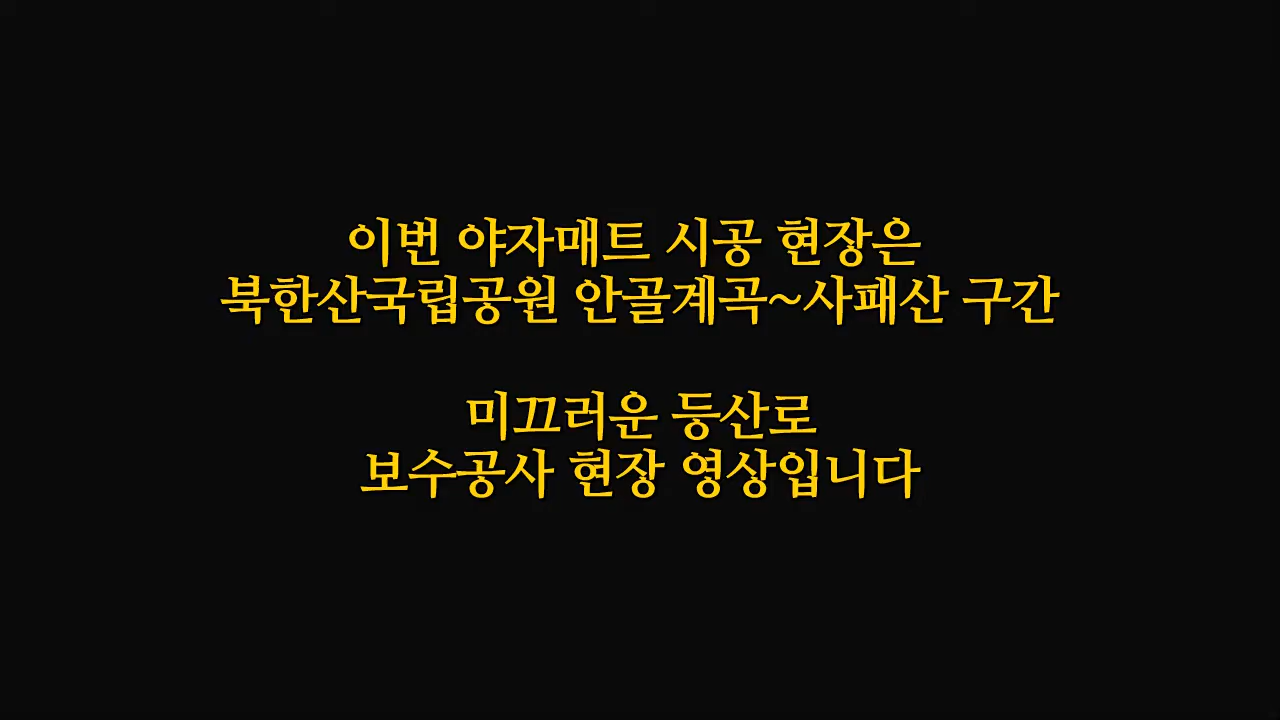 이번 야자매트 시공 현장은
북한산국립공원 안골계곡~사패산 구간
미끄러운 등산로
보수공사 현장 영상입니다